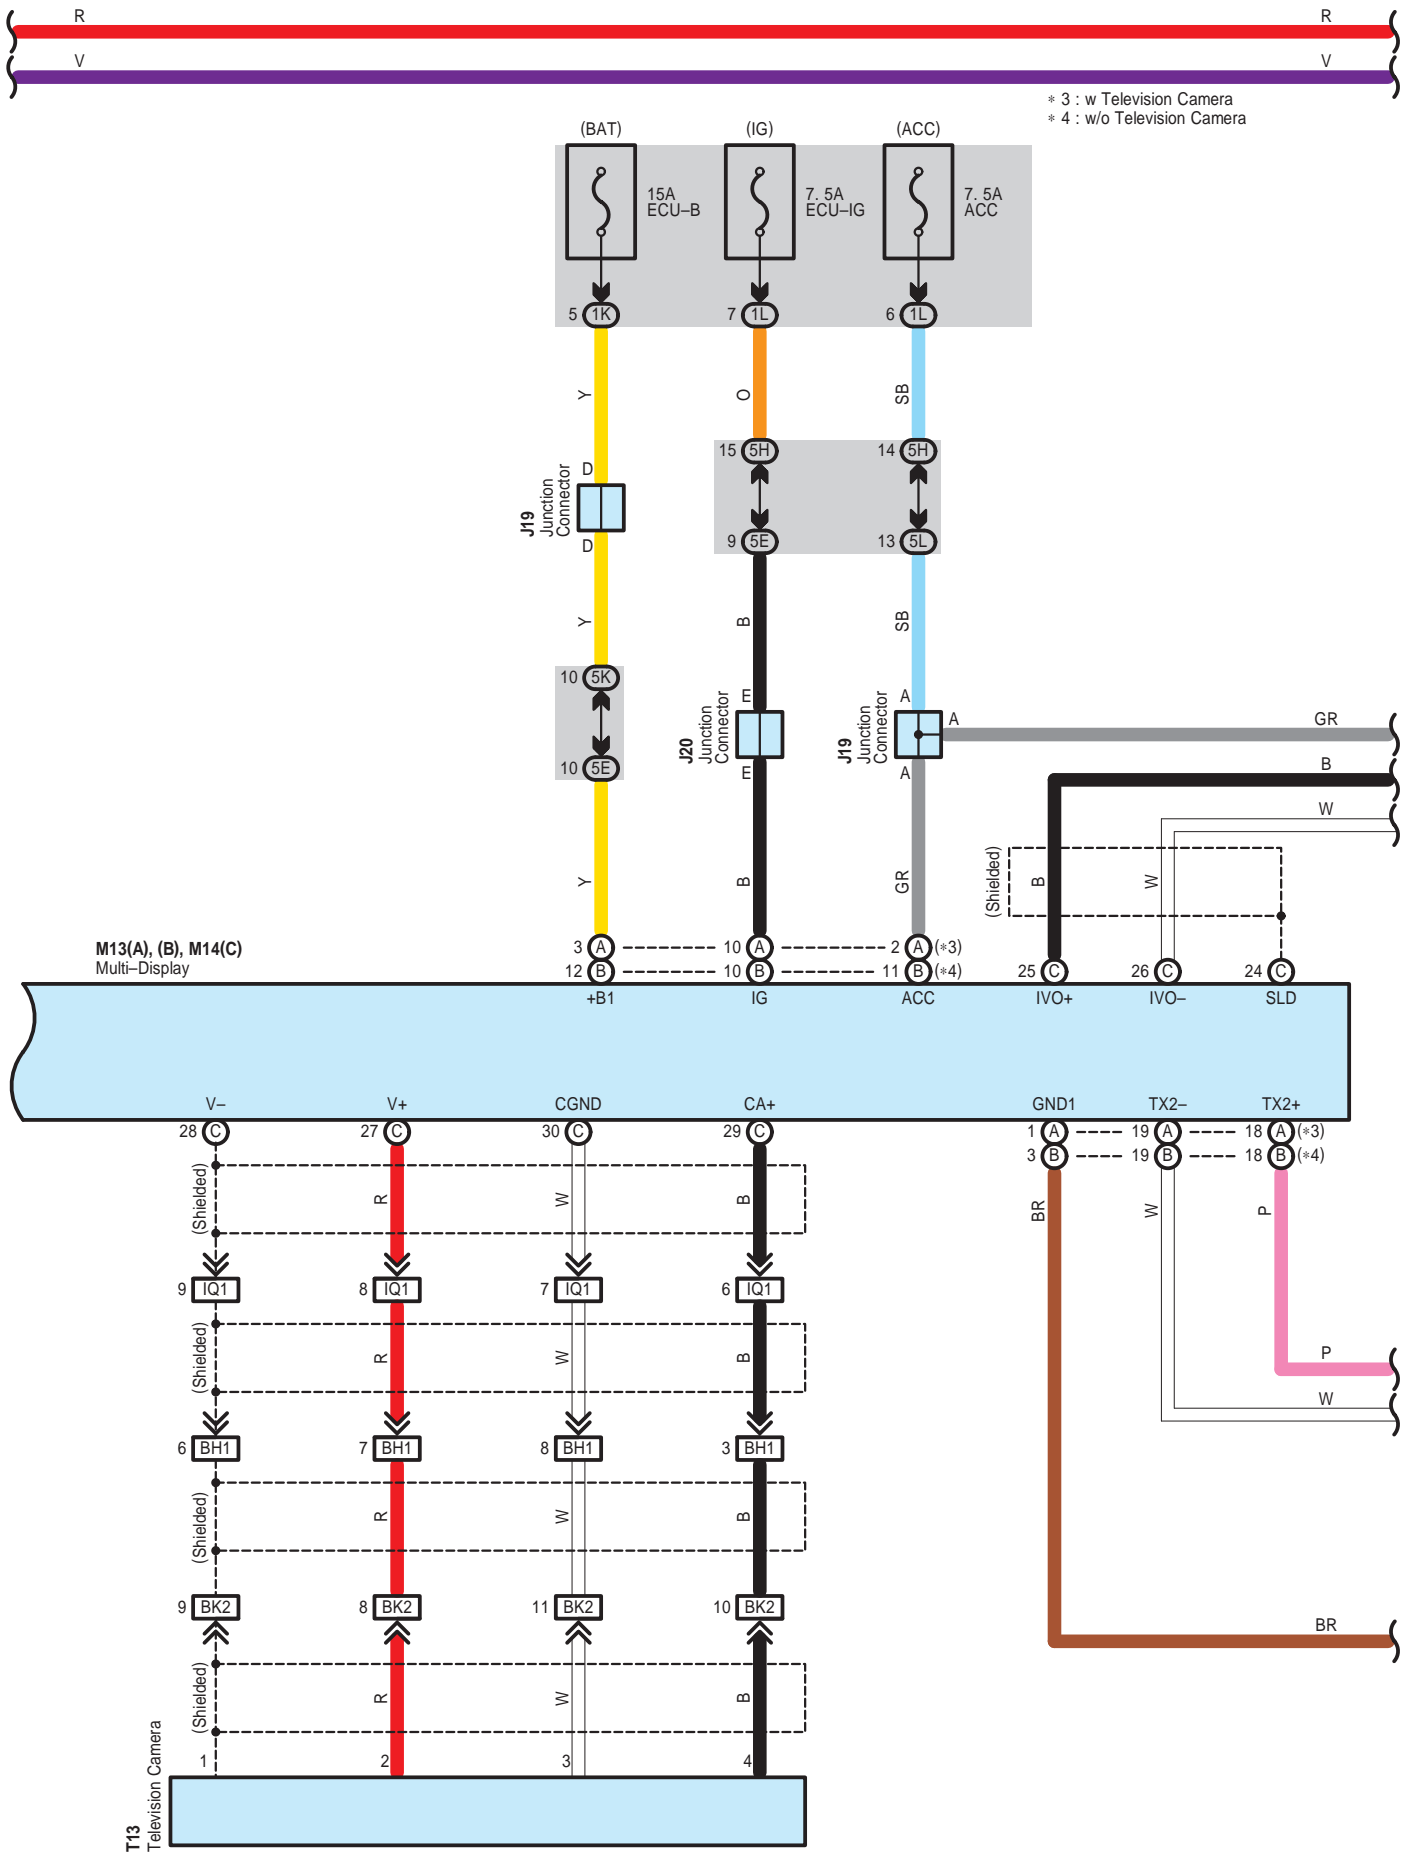 R R
V V
* 3 : w Television Camera
* 4 : w/o Television Camera
(BAT) (IG) (ACC)
15A
ECU–B
7. 5A
ECU–IG
7. 5A
ACC
5 1K 7 1L 6 1L
Y O SB
15 5H 14 5H
D
J19
Junction
Connector
D
9 5E 13 5L
Y B SB
10 5K
E A
J20
Junction
Connector
J19
Junction
Connector
A GR
E A
10 5E
B
W
(Shielded)
Y B GR B W
M13(A), (B), M14(C)
Multi–Display
3 A 10 A 2 A (*3)
12 B 10 B 11 B (*4)
25 C 26 C 24 C
+B1 IG ACC IVO+ IVO– SLD
V– V+ CGND CA+ GND1 TX2– TX2+
28 C 27 C 30 C 29 C
1 A 19 A 18 A (*3)
3 B 19 B 18 B (*4)
(Shielded) R W B BR W P
9 IQ1 8 IQ1 7 IQ1 6 IQ1
(Shielded) R W B
P
W
6 BH1 7 BH1 8 BH1 3 BH1
(Shielded) R W B
9 BK2 8 BK2 11 BK2 10 BK2
BR
(Shielded) R W B
1 2 3 4
T13
Television Camera